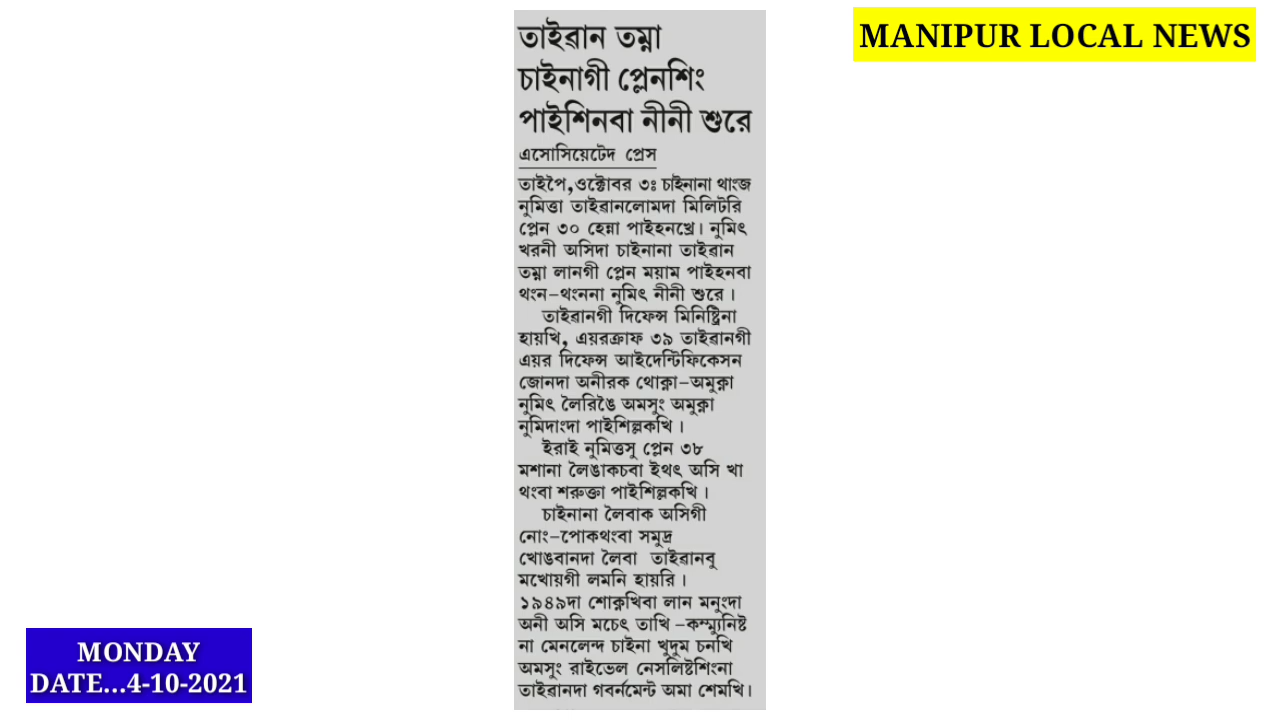 MANIPUR LOCAL NEWS
তাইৱান তম্না
চাইনাগী প্লেনশিং
পাইশিনবা নীনী শুরে
এসোসিয়েটেদ প্রেস
তাইপৈ,ওক্টোবর ৩ঃ চাইনানা থাংজ
নুমিত্তা তাইৱানলোমদা মিলিটরি
প্লেন ৩০ হেন্না পাইহনখ্রে। নুমিৎ
খরনী অসিদা চাইনানা তাইৱান
তম্না লানগী প্লেন ময়াম পাইহনবা
থংন-থংননা নুমিৎ নীনী শুরে।
তাইৱানগী দিফেন্স মিনিষ্ট্রিনা
হায়খি, এয়রক্রাফ ৩৯ তাইৱানগী
এয়র দিফেন্স আইদেন্টিফিকেসন
জোনদা অনীরক থোক্না-অমুক্না
নুমিৎ লৈরিঙৈ অমসুং অমুক্না
নুমিদাংদা পাইশিল্লকখি।
ইরাই নুমিত্তসু প্লেন ৩৮
মশানা লৈঙাকচবা ইথৎ অসি খা
থংবা শরুক্তা পাইশিল্লকখি।
চাইনানা লৈবাক অসিগী
নোং-পোকথংবা সমুদ্র
খোঙবানদা লৈবা তাইৱানবু
মখোয়গী লমনি হায়রি।
১৯৪৯দা শোক্নখিবা লান মনুংদা
অনী অসি মচেৎ তাখি -কম্ম্যুনিষ্ট
না মেনলেন্দ চাইনা খুদুম চনখি
অমসুং রাইভেল নেসলিষ্টশিংনা
তাইৱানদা গবর্নমেন্ট অমা শেমখি।
MONDAY
DATE...4-10-2021